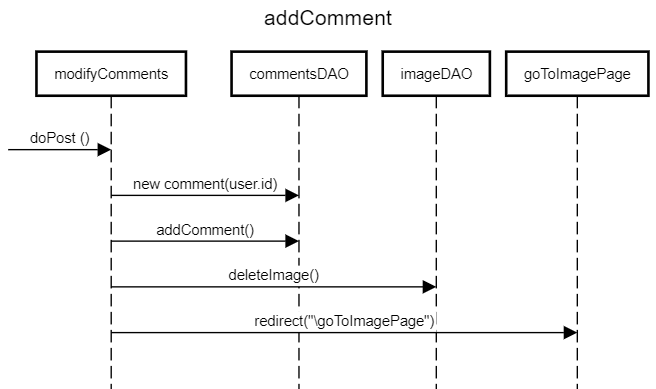 addComment
modifyComments
commentsDAO
imageDAO
goToImagePage
doPost ()
new comment(user.id)
addComment()
deleteImage()
redirect("\goToImagePage")